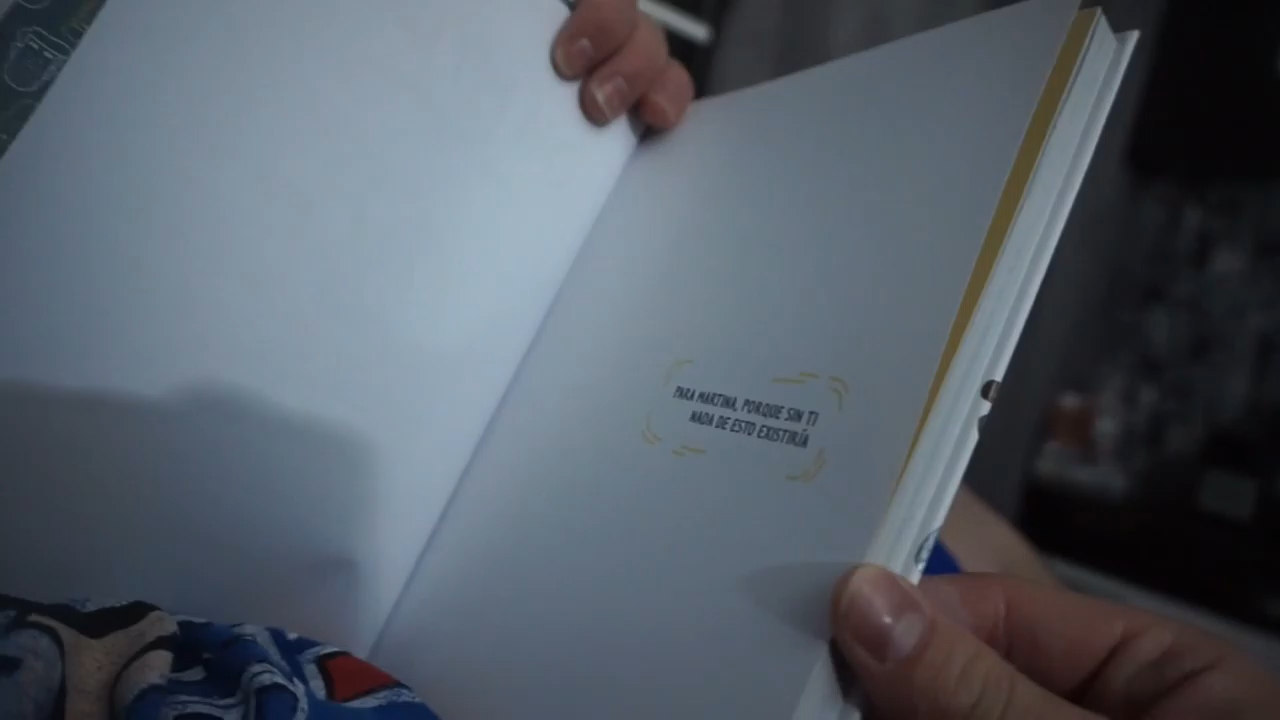 PARA MARTINA, PORQUE SIN TI
NADA DE ESTO EXISTIRÍA